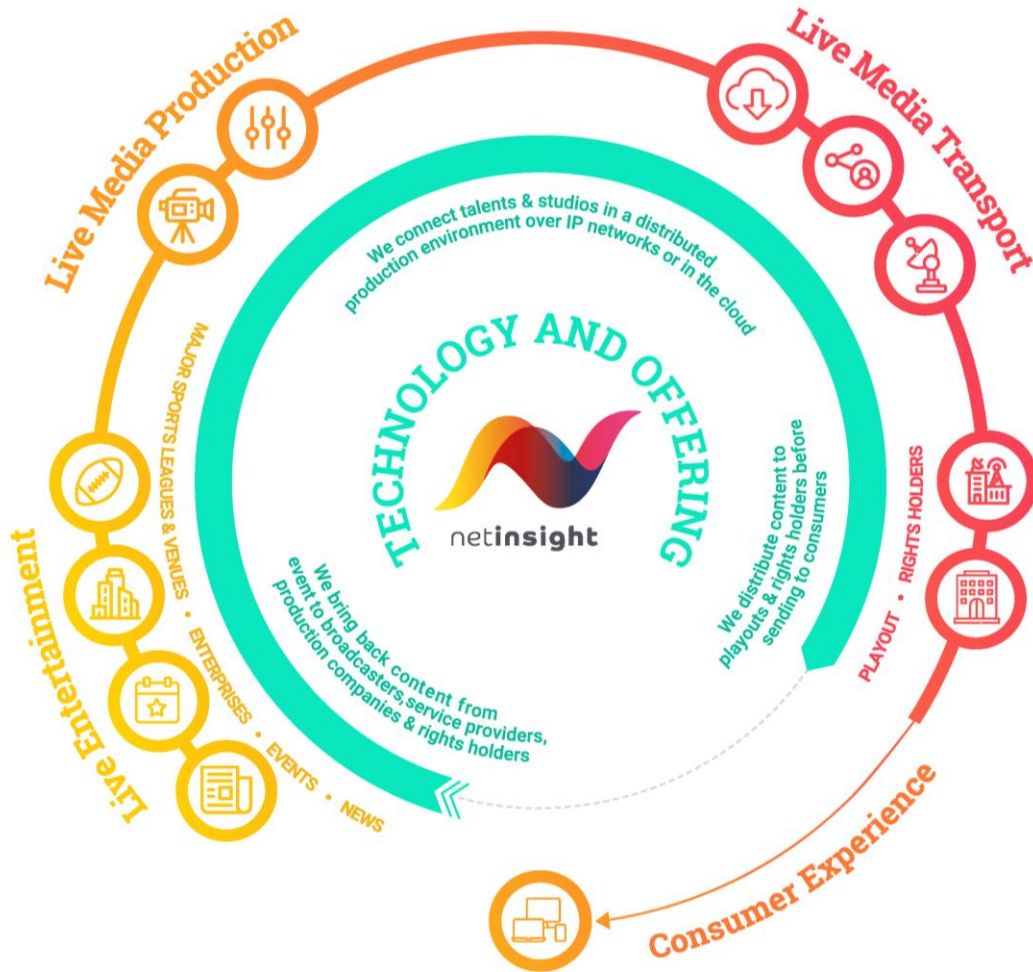 Live Media Production
Live Media Transport
We connect talents & studios in a distributed
production environment over IP networks or in the cloud
TECHNOLOGY AND OFFERING
netinsight
MAJOR SPORTS LEAGUES & VENUES • ENTERPRISES • EVENTS • NEWS
Live Entertainment
We bring back content from
event to broadcasters, service providers,
production companies & rights holders
We distribute content to
playouts & rights holders before
sending to consumers
PLAYOUT • RIGHTS HOLDERS
Consumer Experience